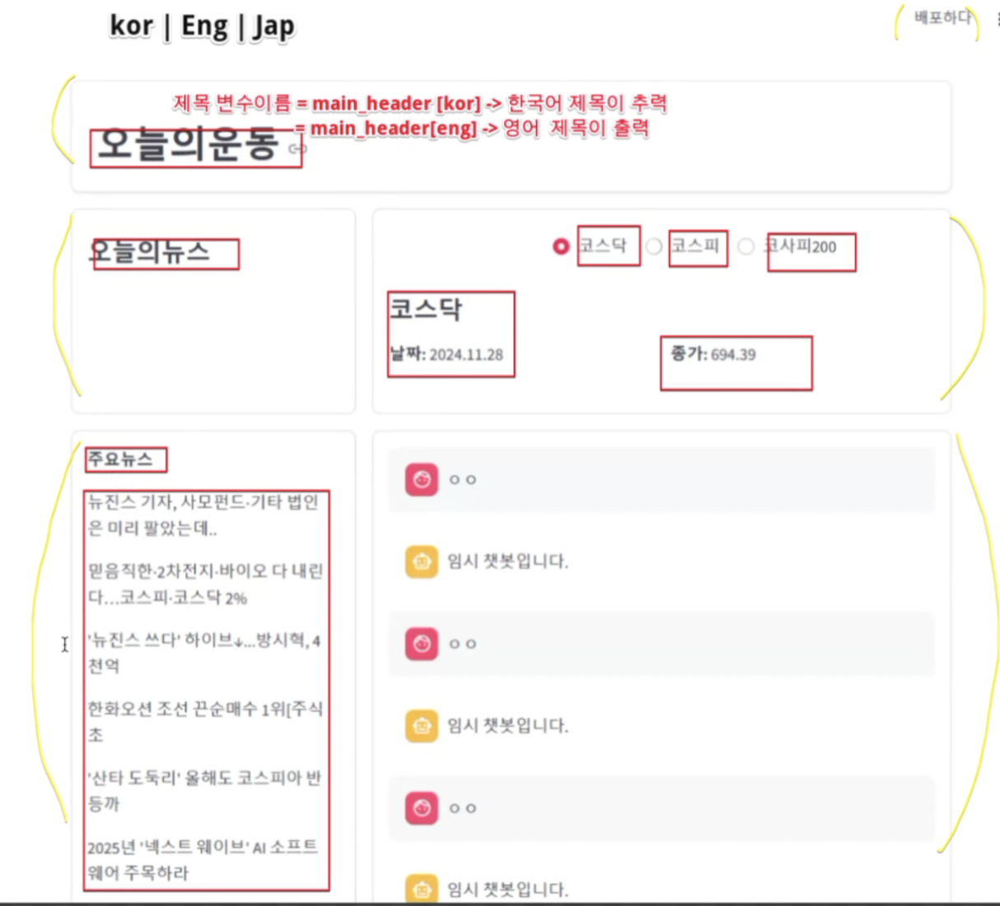 kor | Eng | Jap
배포하다
제목 변수이름 = main_header [kor] -> 한국어 제목이 추력
= main_header[eng] -> 영어 제목이 출력
오늘의운동
오늘의뉴스
코스닥
코스피
코사피200
코스닥
날짜: 2024.11.28
종가: 694.39
주요뉴스
뉴진스 기자, 사모펀드·기타 법인
은 미리 팔았는데..
믿음직한·2차전지·바이오 다 내린
다...코스피·코스닥 2%
'뉴진스 쓰다' 하이브↓...방시혁, 4
천억
한화오션 조선 끈순매수 1위[주식
초
'산타 도둑리' 올해도 코스피아 반
등까
2025년 '넥스트 웨이브' AI 소프트
웨어 주목하라
ㅇㅇ
임시 챗봇입니다.
ㅇㅇ
임시 챗봇입니다.
ㅇㅇ
임시 챗봇입니다.